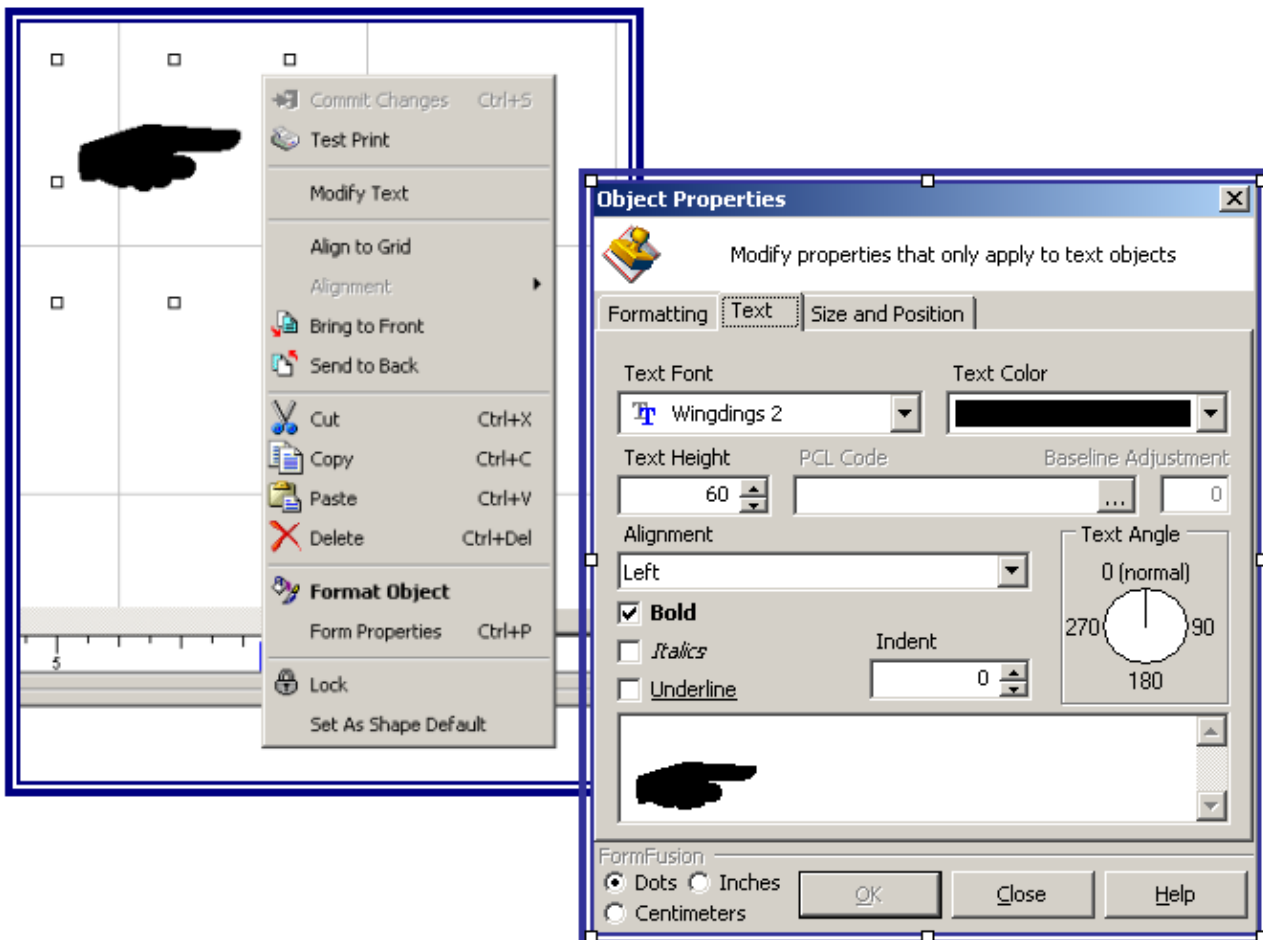 Commit Changes Ctrl+S
Test Print
Modify Text
Align to Grid
Alignment
Bring to Front
Send to Back
Cut Ctrl+X
Copy Ctrl+C
Paste Ctrl+V
Delete Ctrl+Del
Format Object
Form Properties Ctrl+P
Lock
Set As Shape Default
5
Object Properties
Modify properties that only apply to text objects
Formatting Text Size and Position
Text Font Text Color
Wingdings 2
Text Height PCL Code Baseline Adjustment
60 ... 0
Alignment Text Angle
Left 0 (normal)
Bold
270 90
Italics Indent
0 180
Underline
FormFusion
Dots Inches
Centimeters
OK Close Help